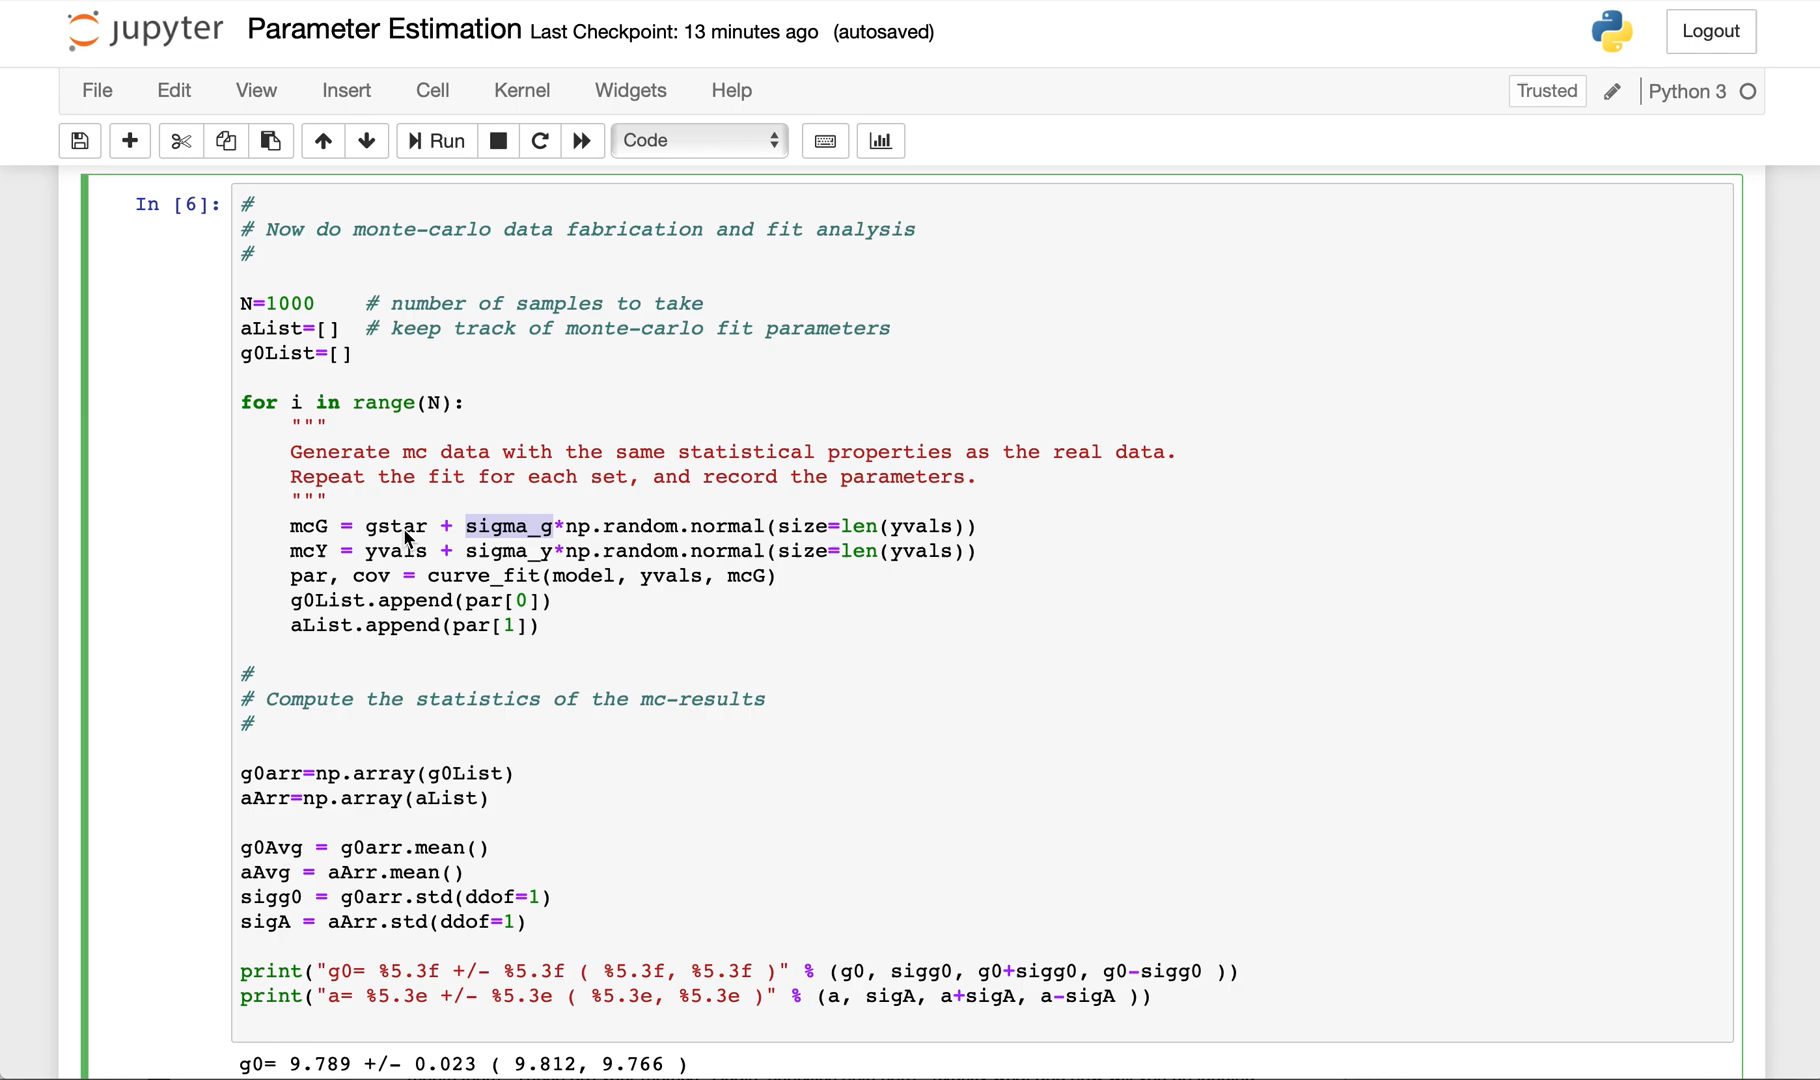 jupyter Parameter Estimation Last Checkpoint: 13 minutes ago (autosaved)
Logout
File Edit View Insert Cell Kernel Widgets Help
Trusted Python 3
Run Code
In [6]:
#
# Now do monte-carlo data fabrication and fit analysis
#
N=1000 # number of samples to take
aList=[] # keep track of monte-carlo fit parameters
g0List=[]
for i in range(N):
"""
Generate mc data with the same statistical properties as the real data.
Repeat the fit for each set, and record the parameters.
"""
mcG = gstar + sigma_g*np.random.normal(size=len(yvals))
mcY = yvals + sigma_y*np.random.normal(size=len(yvals))
par, cov = curve_fit(model, yvals, mcG)
g0List.append(par[0])
aList.append(par[1])
#
# Compute the statistics of the mc-results
#
g0arr=np.array(g0List)
aArr=np.array(aList)
g0Avg = g0arr.mean()
aAvg = aArr.mean()
sigg0 = g0arr.std(ddof=1)
sigA = aArr.std(ddof=1)
print("g0= %5.3f +/- %5.3f ( %5.3f, %5.3f )" % (g0, sigg0, g0+sigg0, g0-sigg0 ))
print("a= %5.3e +/- %5.3e ( %5.3e, %5.3e )" % (a, sigA, a+sigA, a-sigA ))
g0= 9.789 +/- 0.023 ( 9.812, 9.766 )